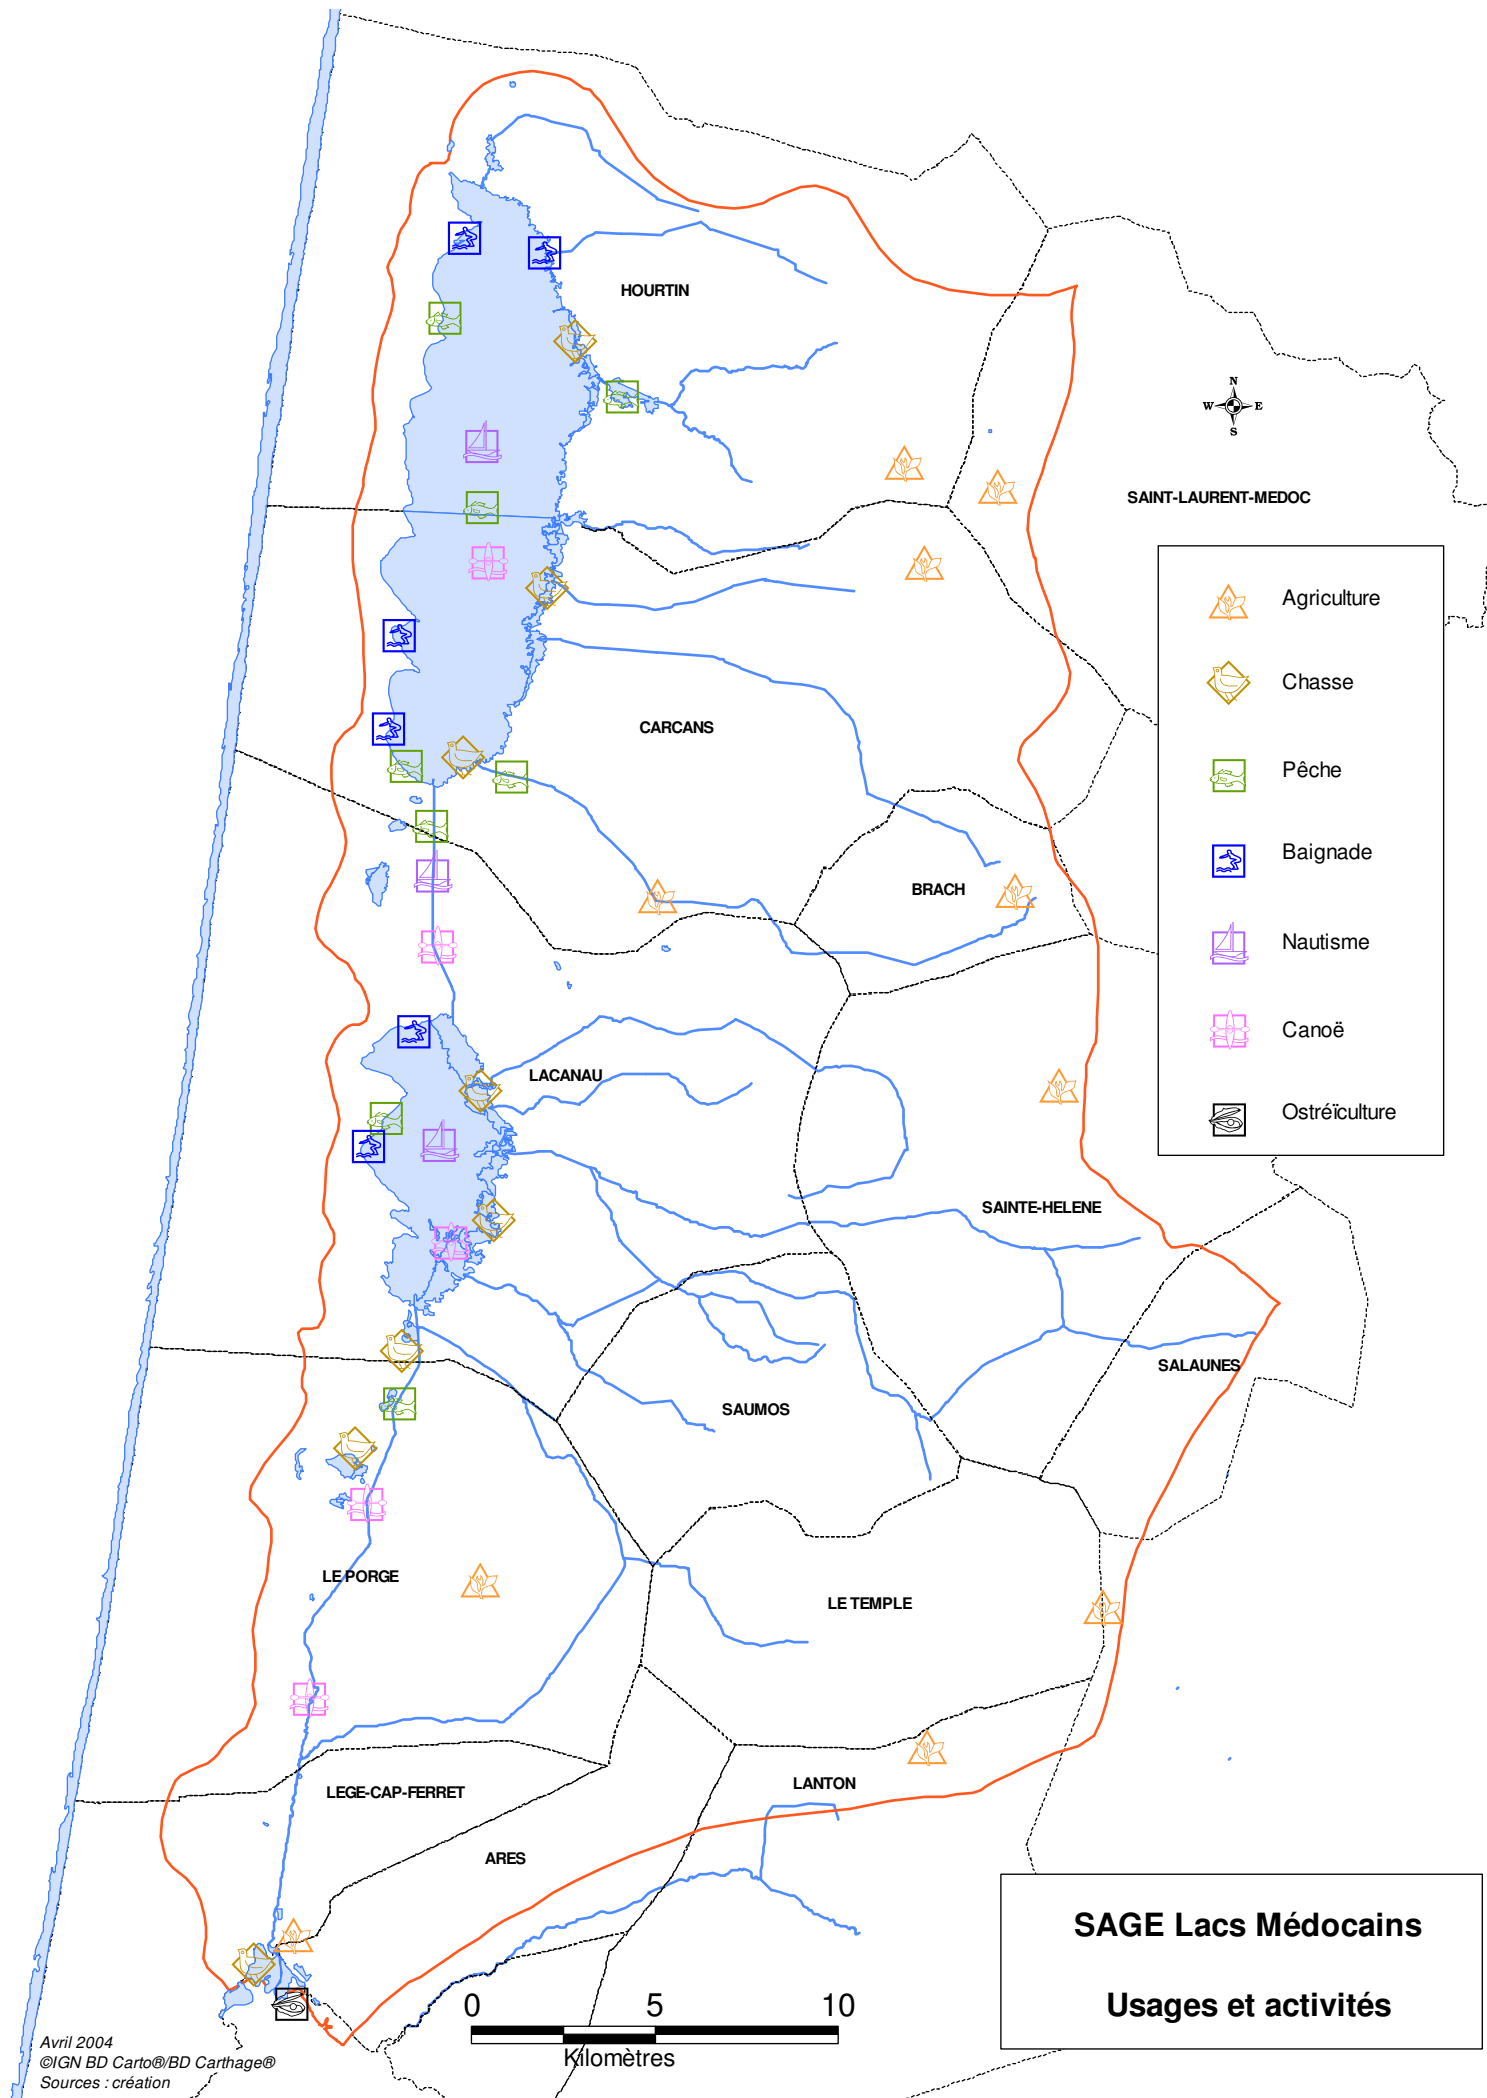 HOURTIN
N
W E
S
SAINT-LAURENT-MEDOC
Agriculture
Chasse
CARCANS
Pêche
Baignade
BRACH
Nautisme
Canoë
LACANAU
Ostréïculture
SAINTE-HELENE
SALAUNES
SAUMOS
LE PORGE
LE TEMPLE
LANTON
LEGE-CAP-FERRET
ARES
SAGE Lacs Médocains
Usages et activités
0 5 10
Kilomètres
Avril 2004
©IGN BD Carto®/BD Carthage®
Sources : création